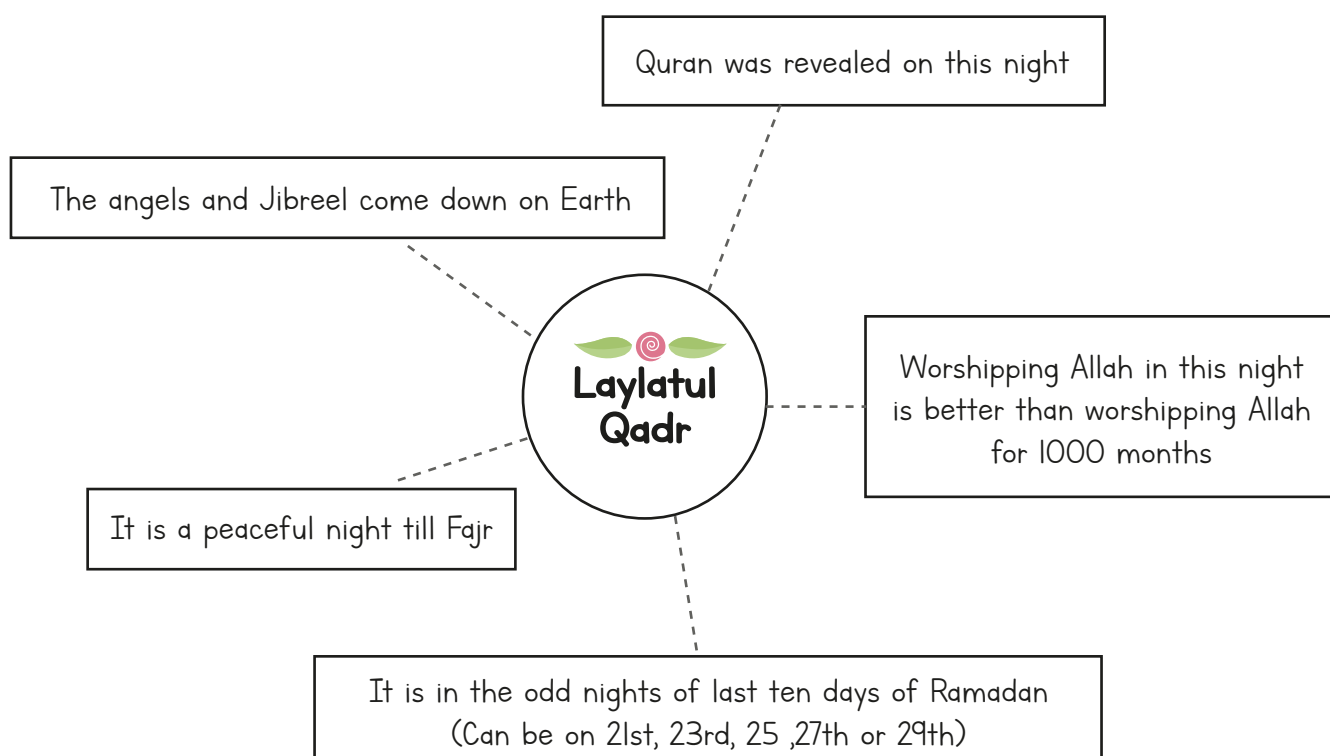 Quran was revealed on this night
The angels and Jibreel come down on Earth
Laylatul
Qadr
Worshipping Allah in this night
is better than worshipping Allah
for 1000 months
It is a peaceful night till Fajr
It is in the odd nights of last ten days of Ramadan
(Can be on 21st, 23rd, 25 ,27th or 29th)